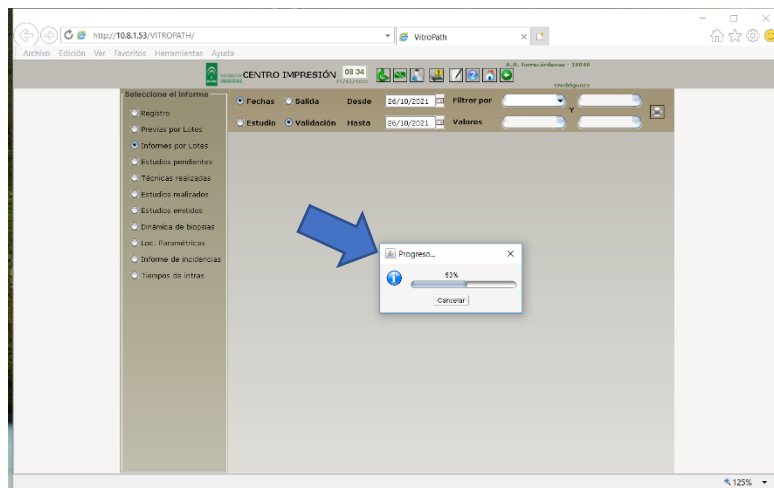 http://10.8.1.53/VITROPATH/
VitroPath
Archivo Edición Ver Favoritos Herramientas Ayuda
CENTRO IMPRESIÓN
08 34
A.H. Torrecárdenas - 10040
Seleccione el informe
Fechas Salida Desde 26/10/2021 Filtrar por
Y
Estudio Validación Hasta 26/10/2021 Valores
Registro
Previas por Lotes
Informes por Lotes
Estudios pendientes
Técnicas realizadas
Estudios realizados
Estudios emitidos
Dinámica de biopsias
Loc. Paramétricas
Informe de incidencias
Tiempos de intras
Progreso...
53%
Cancelar
125%